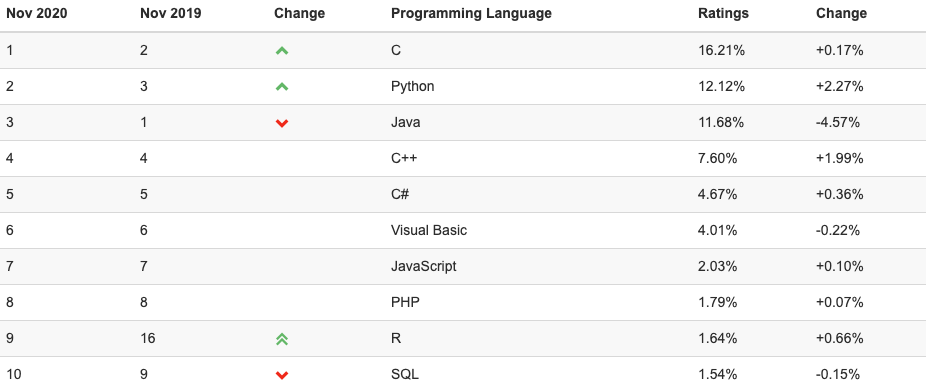 Nov 2020 Nov 2019 Change Programming Language Ratings Change
1 2 C 16.21% +0.17%
2 3 Python 12.12% +2.27%
3 1 Java 11.68% -4.57%
4 4 C++ 7.60% +1.99%
5 5 C# 4.67% +0.36%
6 6 Visual Basic 4.01% -0.22%
7 7 JavaScript 2.03% +0.10%
8 8 PHP 1.79% +0.07%
9 16 R 1.64% +0.66%
10 9 SQL 1.54% -0.15%